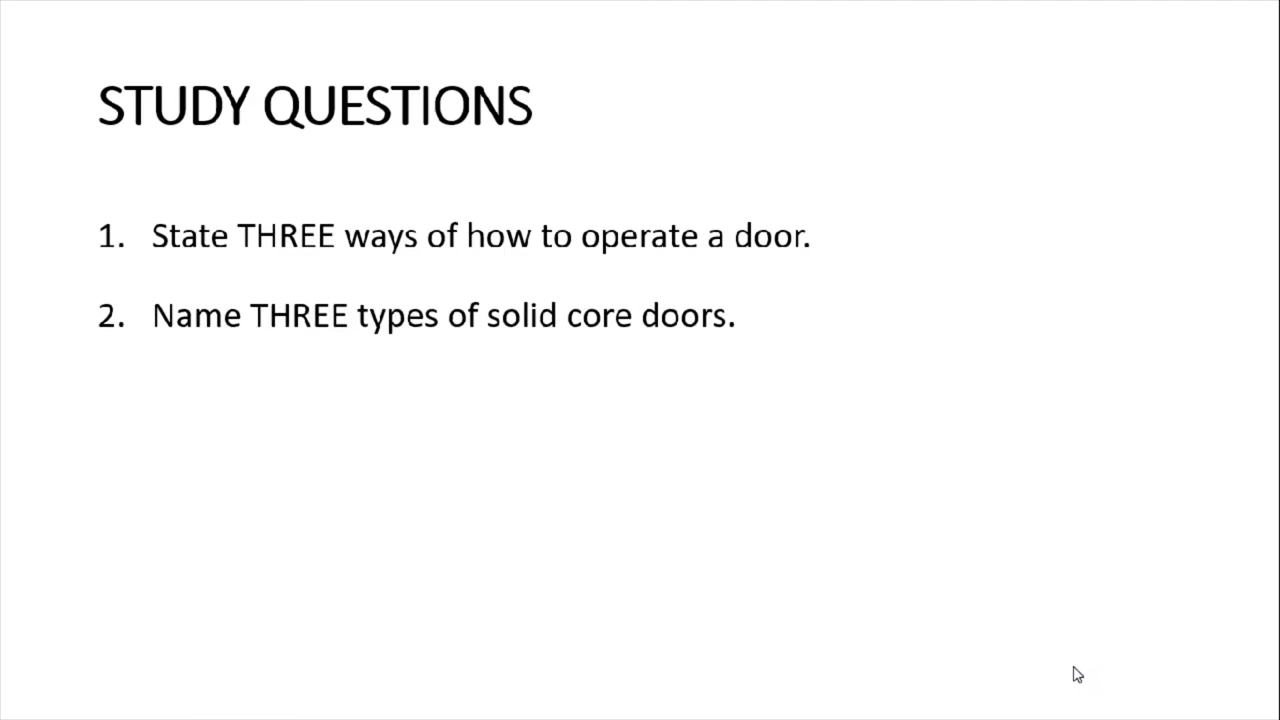 STUDY QUESTIONS
1. State THREE ways of how to operate a door.
2. Name THREE types of solid core doors.